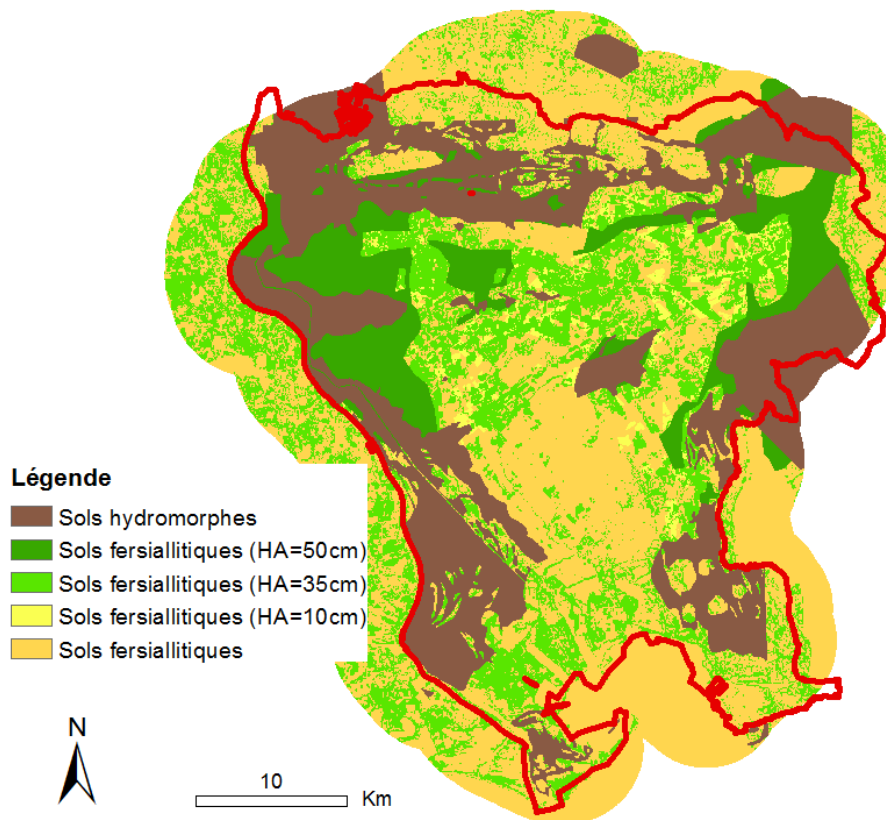 Légende
Sols hydromorphes
Sols fersiallitiques (HA=50cm)
Sols fersiallitiques (HA=35cm)
Sols fersiallitiques (HA=10cm)
Sols fersiallitiques
N
10
Km